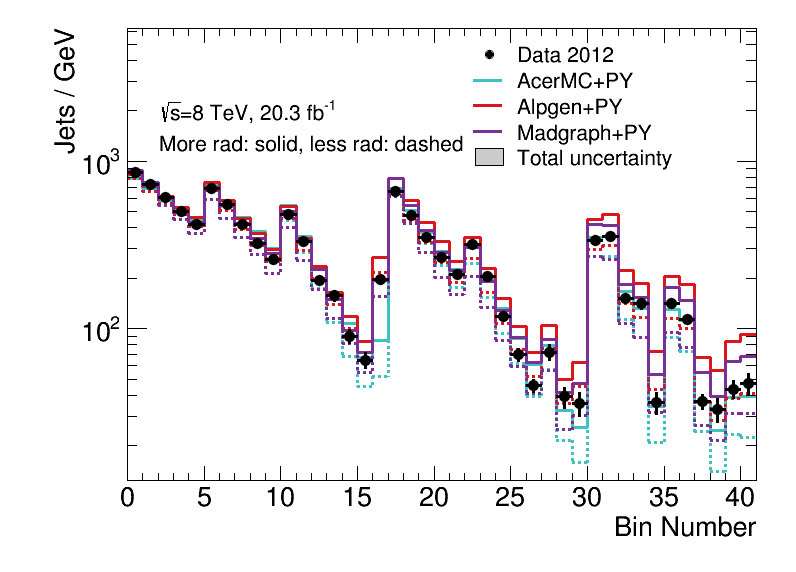 Jets / GeV
Data 2012
AcerMC+PY
Alpgen+PY
Madgraph+PY
Total uncertainty
√s=8 TeV, 20.3 fb⁻¹
More rad: solid, less rad: dashed
10³
10²
0 5 10 15 20 25 30 35 40
Bin Number